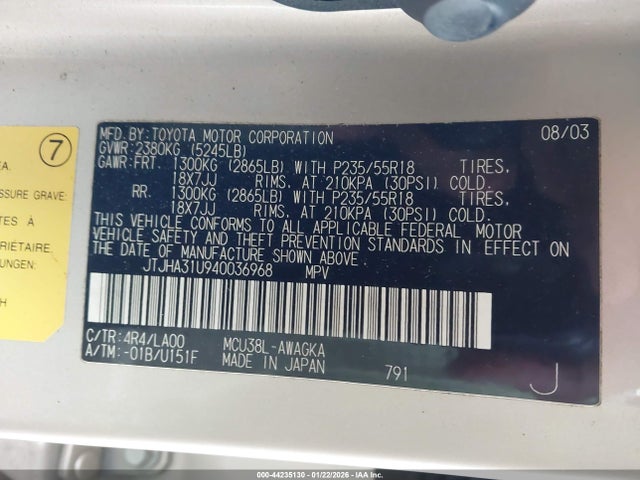 7
EA.
ESSURE GRAVE
TES À
PRIÉTAIRE.
UNGEN:
H
MFD. BY: TOYOTA MOTOR CORPORATION 08/03
GVWR: 2380KG (5245LB)
GAWR: FRT. 1300KG (2865LB) WITH P235/55R18 TIRES,
18X7JJ RIMS, AT 210KPA (30PSI) COLD.
RR. 1300KG (2865LB) WITH P235/55R18 TIRES,
18X7JJ RIMS, AT 210KPA (30PSI) COLD.
THIS VEHICLE CONFORMS TO ALL APPLICABLE FEDERAL MOTOR
VEHICLE SAFETY AND THEFT PREVENTION STANDARDS IN EFFECT ON
THE DATE OF MANUFACTURE SHOWN ABOVE.
JTJHA31U940036968 MPV
C/TR: 4R4/LA00 MCU38L-AWAGKA
A/TM: -01B/U151F MADE IN JAPAN 791 J
000-44235130 - 01/22/2026 - IAA Inc.